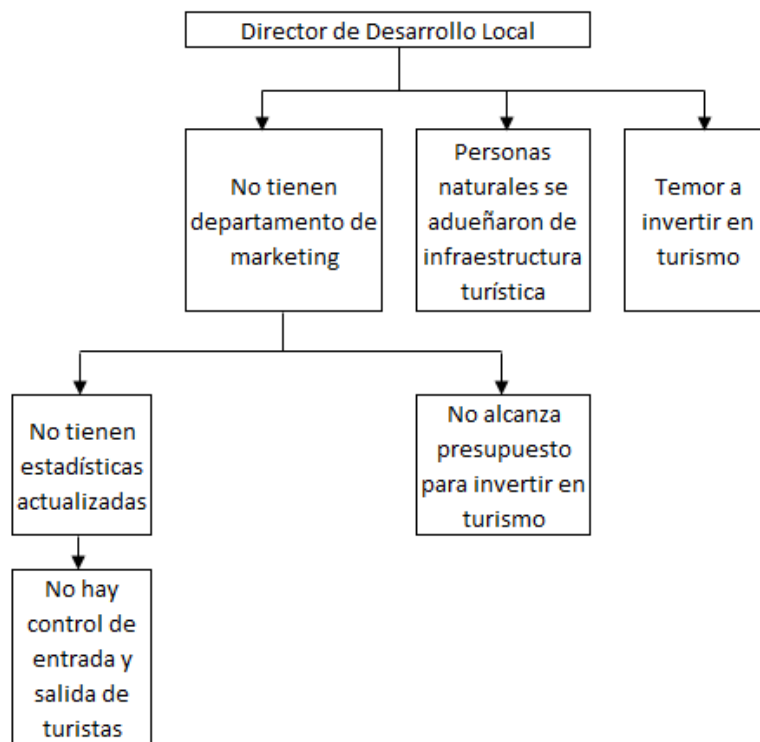 Director de Desarrollo Local
No tienen
departamento de
marketing
Personas
naturales se
adueñaron de
infraestructura
turística
Temor a
invertir en
turismo
No tienen
estadísticas
actualizadas
No alcanza
presupuesto
para invertir en
turismo
No hay
control de
entrada y
salida de
turistas